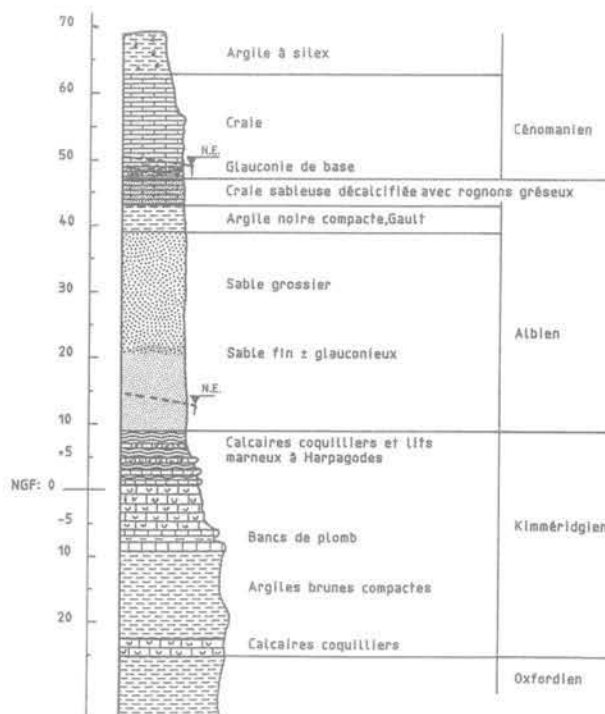 70
Argile à silex
60
Craie
Cénomanien
N.E.
50
Glauconie de base
Craie sableuse décalcifiée avec rognons gréseux
40
Argile noire compacte,Gault
30
Sable grossier
Albien
20
Sable fin ± glauconieux
N.E.
10
Calcaires coquilliers et lits
marneux à Harpagodes
+5
NGF: 0
Kimméridgien
-5
Bancs de plomb
10
Argiles brunes compactes
20
Calcaires coquilliers
Oxfordien